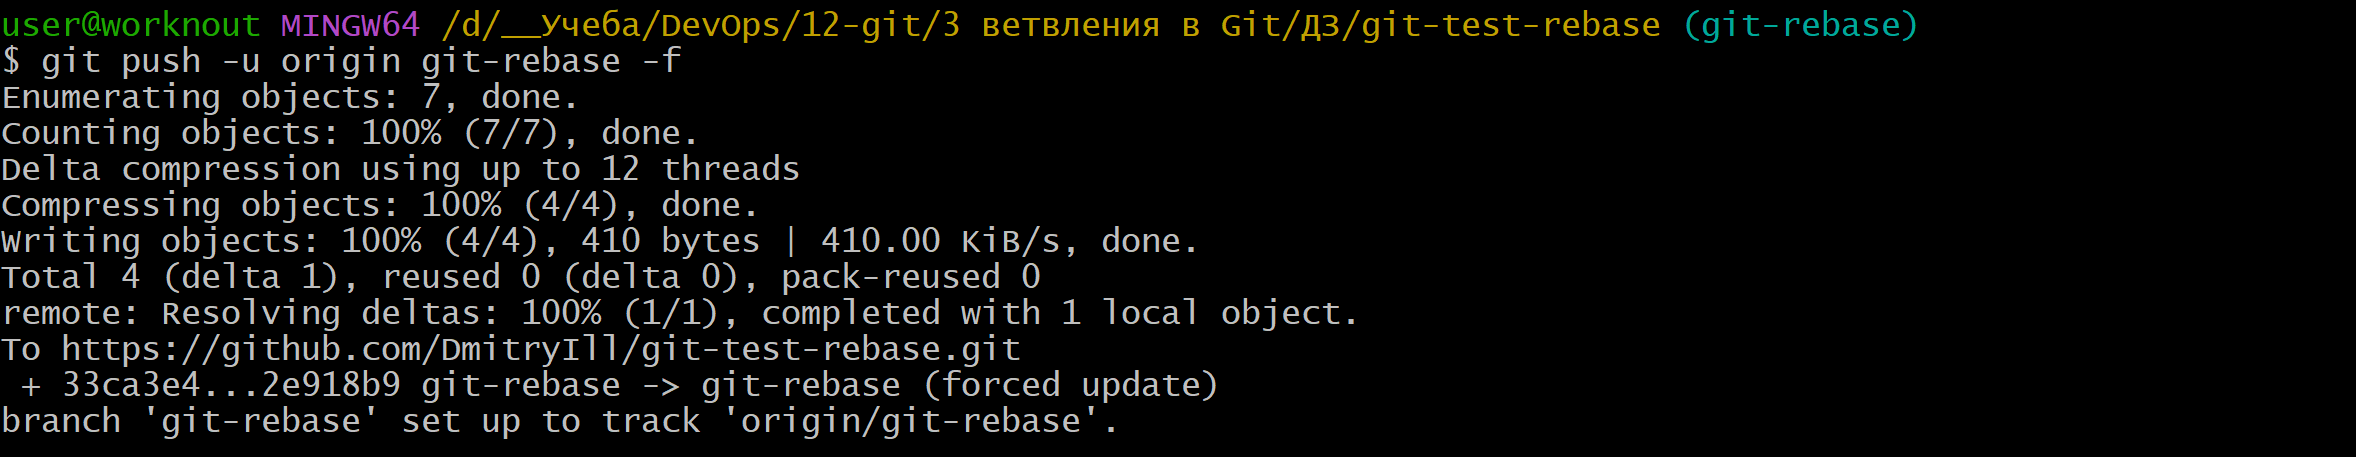 user@worknout MINGW64 /d/__Учеба/DevOps/12-git/3 ветвления в Git/ДЗ/git-test-rebase (git-rebase)
$ git push -u origin git-rebase -f
Enumerating objects: 7, done.
Counting objects: 100% (7/7), done.
Delta compression using up to 12 threads
Compressing objects: 100% (4/4), done.
Writing objects: 100% (4/4), 410 bytes | 410.00 KiB/s, done.
Total 4 (delta 1), reused 0 (delta 0), pack-reused 0
remote: Resolving deltas: 100% (1/1), completed with 1 local object.
To https://github.com/DmitryIll/git-test-rebase.git
 + 33ca3e4...2e918b9 git-rebase -> git-rebase (forced update)
branch 'git-rebase' set up to track 'origin/git-rebase'.